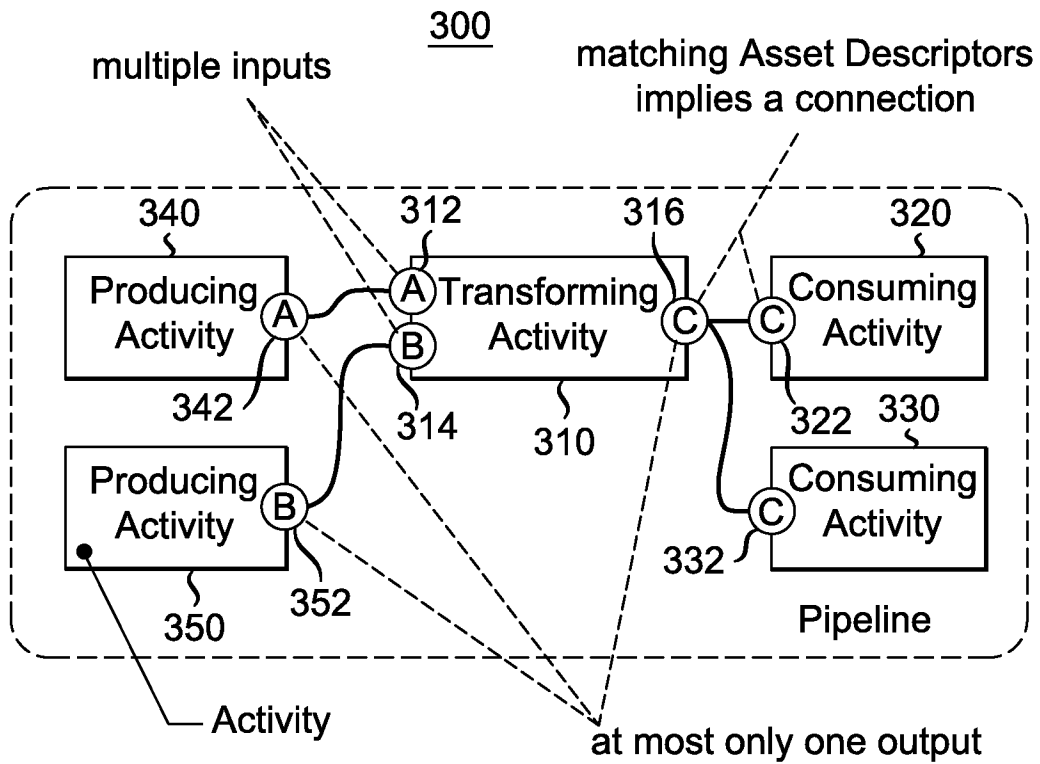 300
multiple inputs
matching Asset Descriptors
implies a connection
340
312
316
320
Producing
Activity
A
A
B
Transforming
Activity
C
C
Consuming
Activity
342
314
310
322
330
Producing
Activity
B
C
Consuming
Activity
350
352
332
Pipeline
Activity
at most only one output